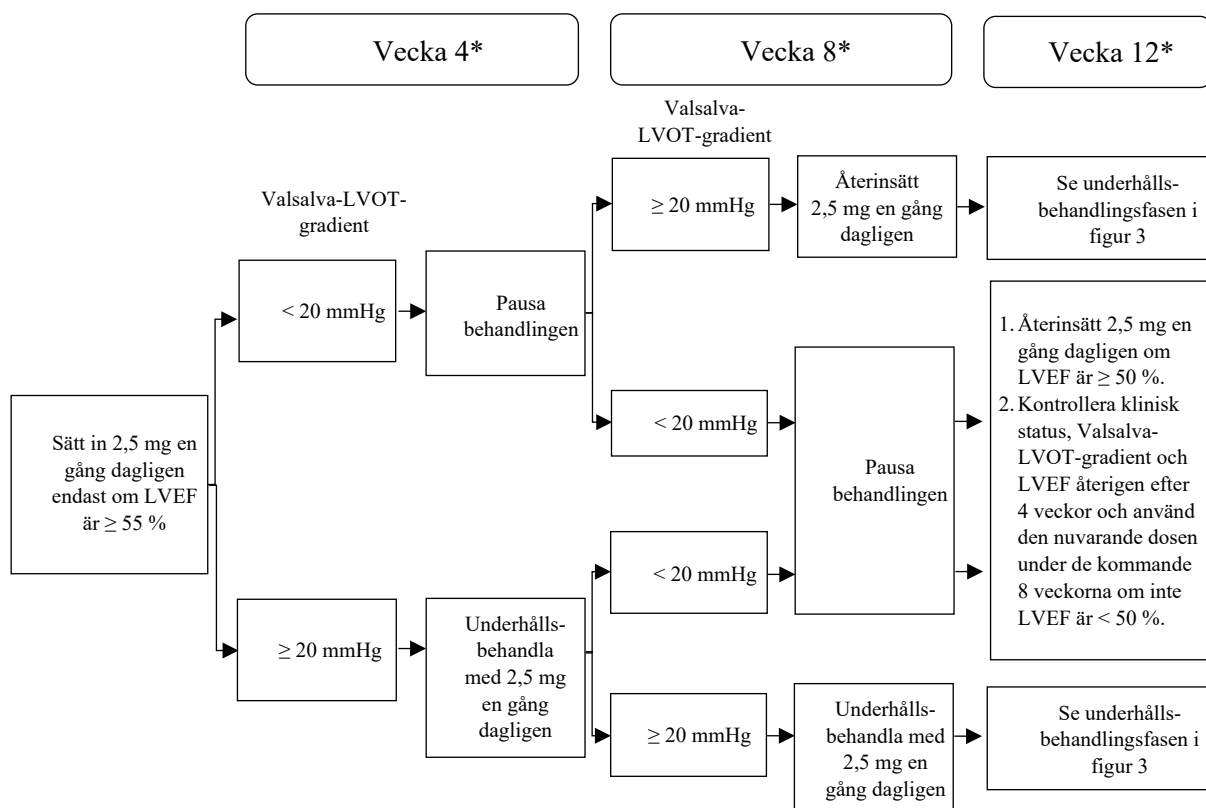 Vecka 4*
Vecka 8*
Vecka 12*
Valsalva-LVOT-
gradient
< 20 mmHg
Pausa
behandlingen
Valsalva-
LVOT-gradient
≥ 20 mmHg
Återinsätt
2,5 mg en gång
dagligen
Se underhålls-
behandlingsfasen i
figur 3
Sätt in 2,5 mg en
gång dagligen
endast om LVEF
är ≥ 55 %
< 20 mmHg
Pausa
behandlingen
1. Återinsätt 2,5 mg en
gång dagligen om
LVEF är ≥ 50 %.
2. Kontrollera klinisk
status, Valsalva-
LVOT-gradient och
LVEF återigen efter
4 veckor och använd
den nuvarande dosen
under de kommande
8 veckorna om inte
LVEF är < 50 %.
≥ 20 mmHg
Underhålls-
behandla
med 2,5 mg
en gång
dagligen
< 20 mmHg
≥ 20 mmHg
Underhålls-
behandla med
2,5 mg en
gång dagligen
Se underhålls-
behandlingsfasen i
figur 3